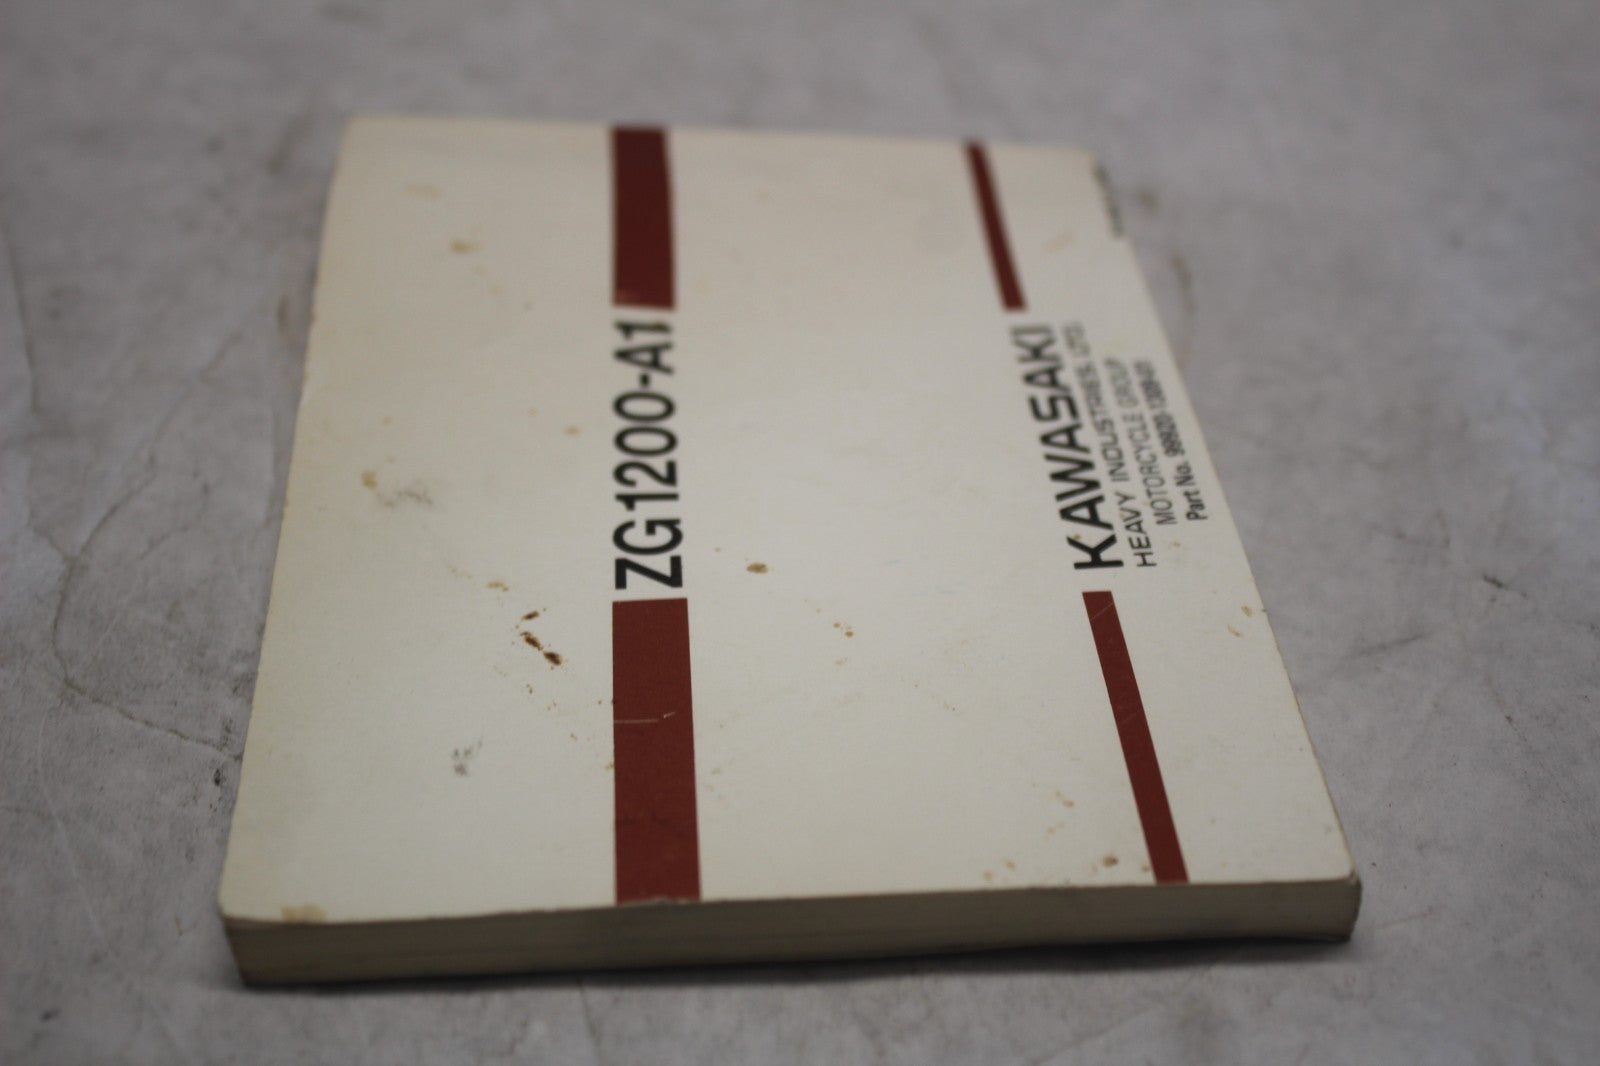 ZG1200-A1
KAWASAKI
HEAVY INDUSTRIES, LTD.
MOTORCYCLE GROUP
Part No.